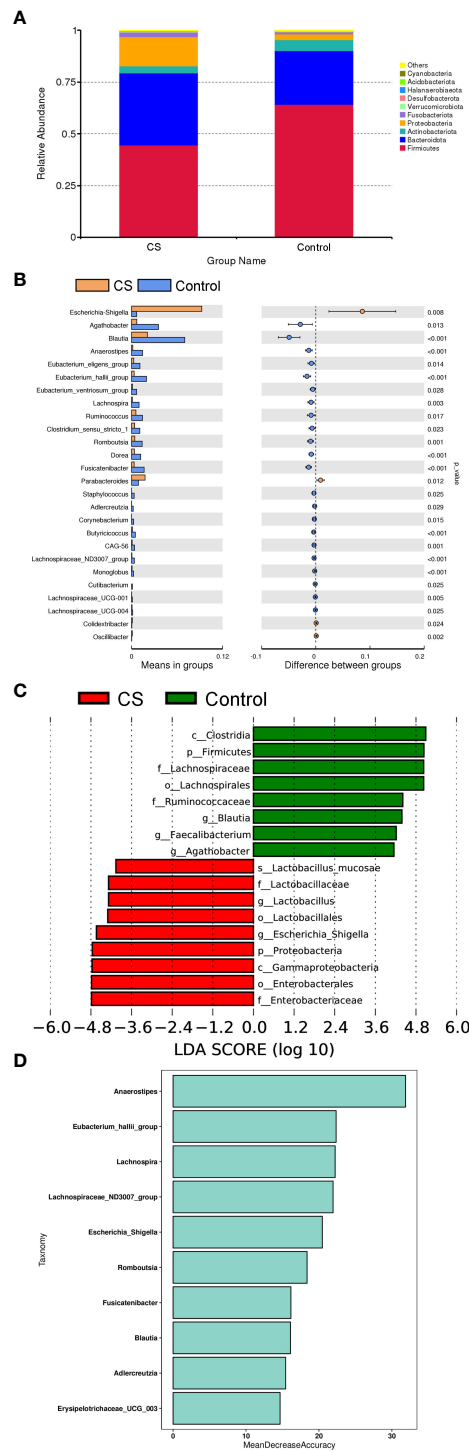 A
1
0.75
0.5
0.25
0
Relative Abundance
CS
Control
Group Name
Others
Cyanobacteria
Acidobacteriota
Halanaerobiaeota
Desulfobacterota
Verrucomicrobiota
Fusobacteriota
Proteobacteria
Actinobacteriota
Bacteroidota
Firmicutes
B
CS Control
Escherichia-Shigella 0.008
Agathobacter 0.013
Blautia <0.001
Anaerostipes <0.001
Eubacterium_eligens_group 0.014
Eubacterium_hallii_group <0.001
Eubacterium_ventriosum_group 0.028
Lachnospira 0.003
Ruminococcus 0.017
Clostridium_sensu_stricto_1 0.023
Romboutsia 0.001
Dorea <0.001
Fusicatenibacter <0.001
Parabacteroides 0.012
Staphylococcus 0.025
Adlercreutzia 0.029
Corynebacterium 0.015
Butyricicoccus <0.001
CAG-56 0.001
Lachnospiraceae_ND3007_group <0.001
Monoglobus <0.001
Cutibacterium 0.025
Lachnospiraceae_UCG-001 0.005
Lachnospiraceae_UCG-004 0.025
Colidextribacter 0.024
Oscillibacter 0.002
p_value
0 0.12 -0.1 0 0.1 0.2
Means in groups Difference between groups
C
CS Control
c__Clostridia
p__Firmicutes
f__Lachnospiraceae
o__Lachnospirales
f__Ruminococcaceae
g__Blautia
g__Faecalibacterium
g__Agathobacter
s__Lactobacillus_mucosae
f__Lactobacillaceae
g__Lactobacillus
o__Lactobacillales
g__Escherichia_Shigella
p__Proteobacteria
c__Gammaproteobacteria
o__Enterobacterales
f__Enterobacteriaceae
−6.0 −4.8 −3.6 −2.4 −1.2 0.0 1.2 2.4 3.6 4.8 6.0
LDA SCORE (log 10)
D
Taxnomy
Anaerostipes
Eubacterium_hallii_group
Lachnospira
Lachnospiraceae_ND3007_group
Escherichia_Shigella
Romboutsia
Fusicatenibacter
Blautia
Adlercreutzia
Erysipelotrichaceae_UCG_003
0 10 20 30
MeanDecreaseAccuracy